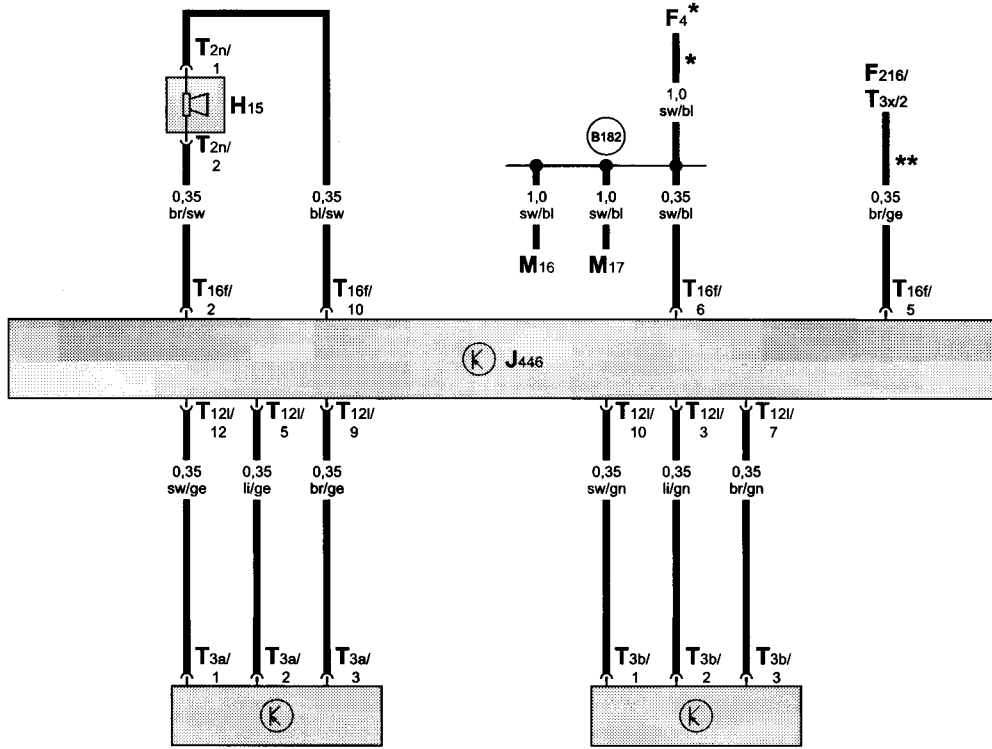 F4*
*
T2n/
1
H15
F216/
T3x/2
1,0
sw/bl
B182
T2n/
2
**
0,35
br/sw
0,35
bl/sw
1,0
sw/bl
1,0
sw/bl
0,35
sw/bl
0,35
br/ge
M16
M17
T16f/
2
T16f/
10
T16f/
6
T16f/
5
J446
T12l/
12
T12l/
5
T12l/
9
T12l/
10
T12l/
3
T12l/
7
0,35
sw/ge
0,35
li/ge
0,35
br/ge
0,35
sw/gn
0,35
li/gn
0,35
br/gn
T3a/
1
T3a/
2
T3a/
3
T3b/
1
T3b/
2
T3b/
3